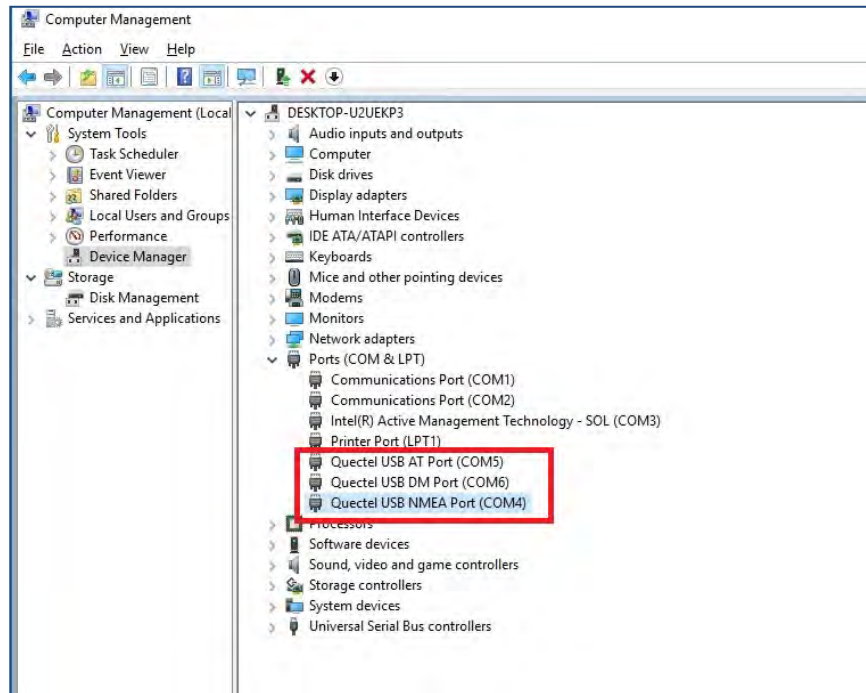 Computer Management
File Action View Help
Computer Management (Local
System Tools
Task Scheduler
Event Viewer
Shared Folders
Local Users and Groups
Performance
Device Manager
Storage
Disk Management
Services and Applications
DESKTOP-U2UEKP3
Audio inputs and outputs
Computer
Disk drives
Display adapters
Human Interface Devices
IDE ATA/ATAPI controllers
Keyboards
Mice and other pointing devices
Modems
Monitors
Network adapters
Ports (COM & LPT)
Communications Port (COM1)
Communications Port (COM2)
Intel(R) Active Management Technology - SOL (COM3)
Printer Port (LPT1)
Quectel USB AT Port (COM5)
Quectel USB DM Port (COM6)
Quectel USB NMEA Port (COM4)
Processors
Software devices
Sound, video and game controllers
Storage controllers
System devices
Universal Serial Bus controllers